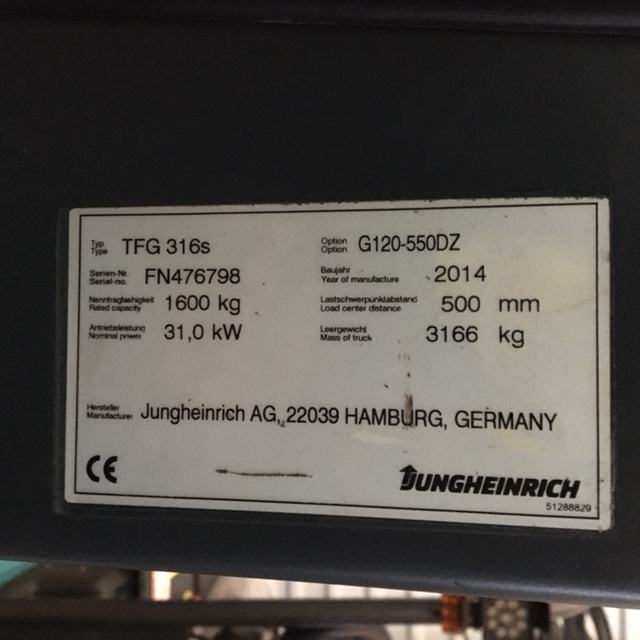 Typ TFG 316s Option G120-550DZ
Type Option
Serien-Nr. FN476798 Baujahr 2014
Serial-no. Year of manufacture
Nenntragfaehigkeit 1600 kg Lastschwerpunktabstand 500 mm
Rated capacity Load center distance
Antriebsleistung 31,0 kW Leergewicht 3166 kg
Nominal power Mass of truck
Hersteller Jungheinrich AG, 22039 HAMBURG, GERMANY
Manufacturer
CE JUNGHEINRICH
51288829